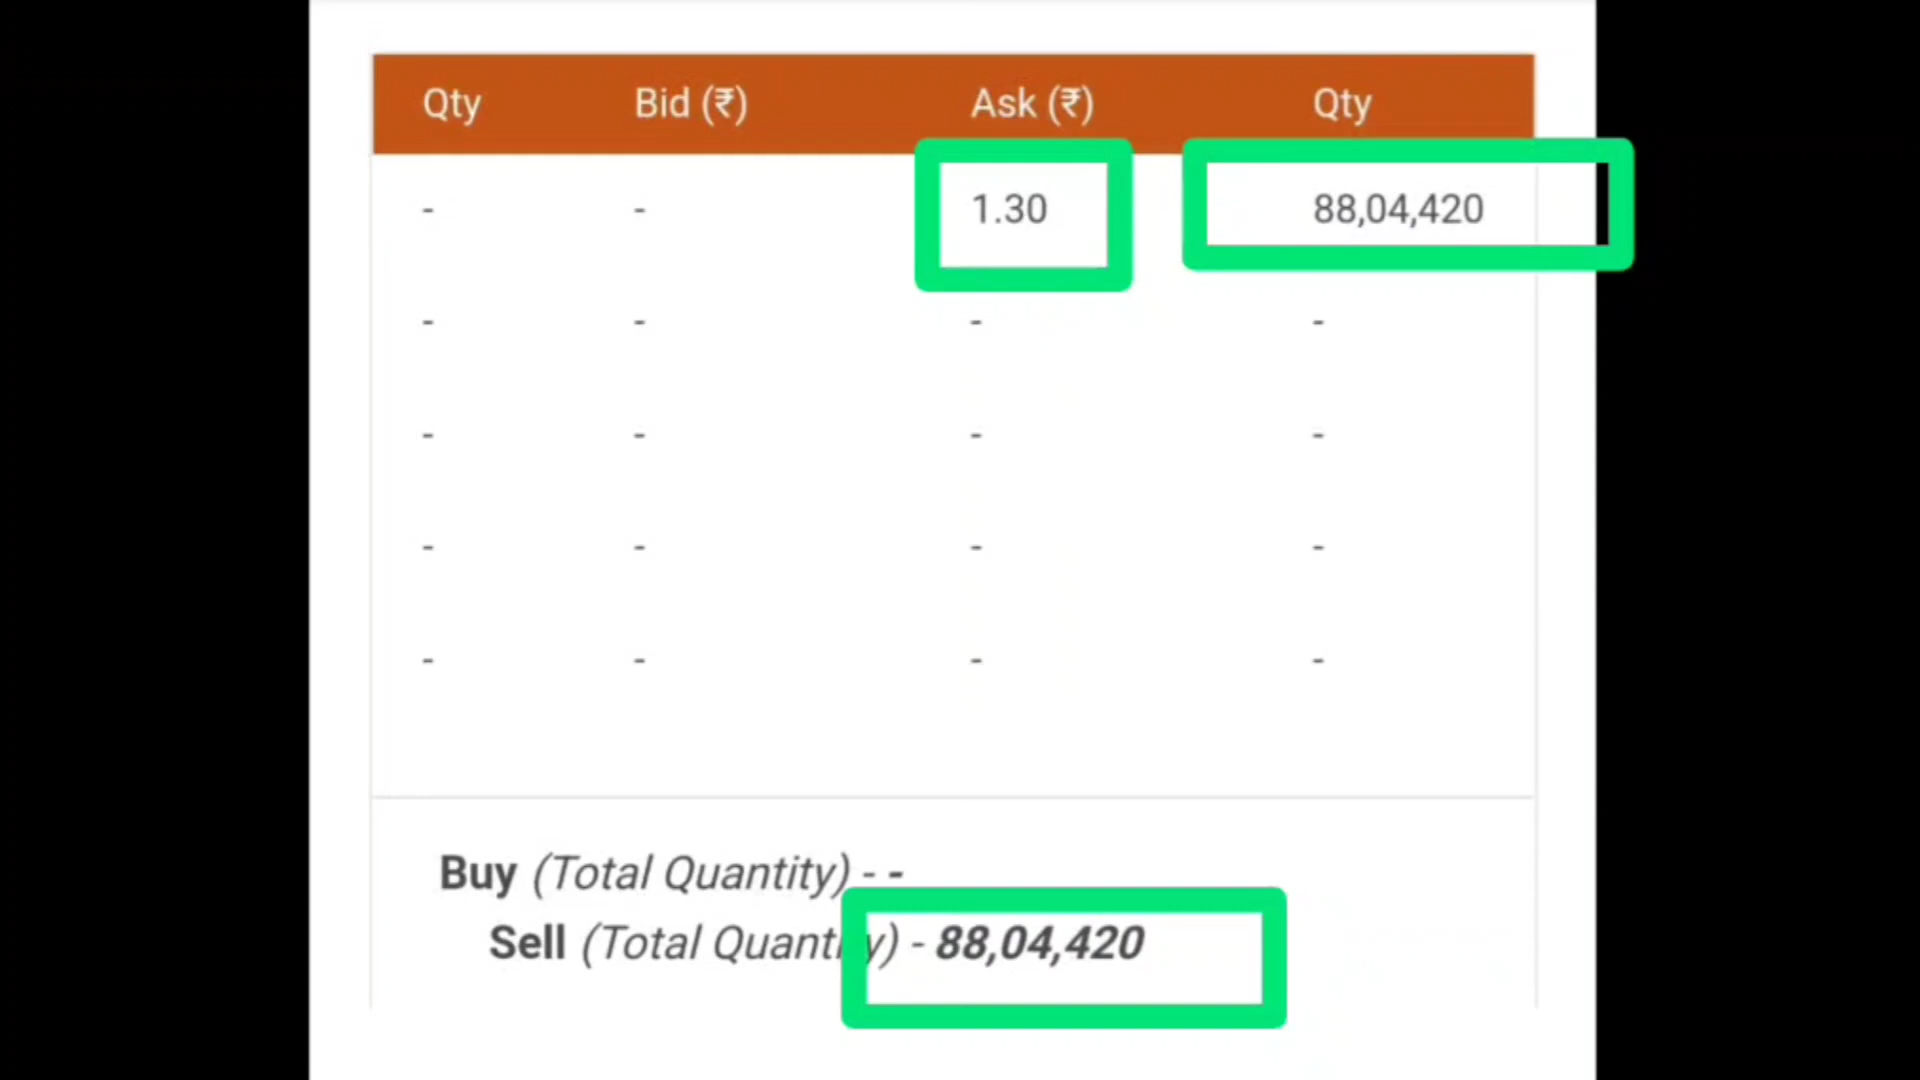 Qty Bid (₹) Ask (₹) Qty
- - 1.30 88,04,420
- - - -
- - - -
- - - -
- - - -
Buy (Total Quantity) - -
Sell (Total Quantity) - 88,04,420